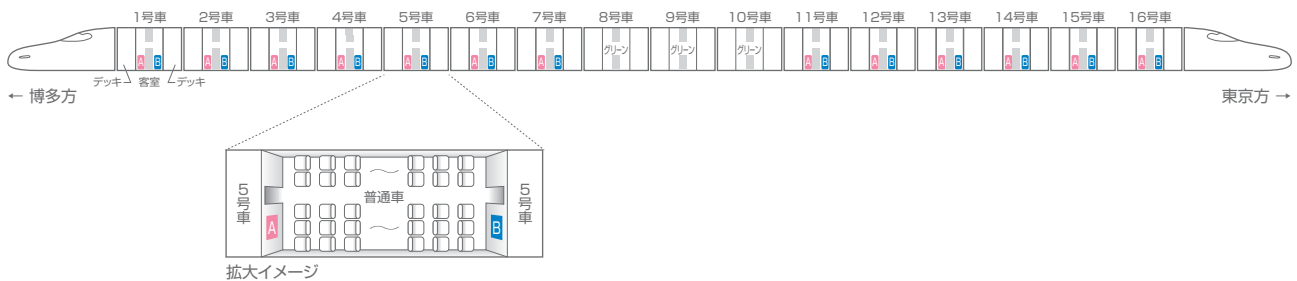 1号車 2号車 3号車 4号車 5号車 6号車 7号車 8号車 9号車 10号車 11号車 12号車 13号車 14号車 15号車 16号車
グリーン グリーン グリーン
A B A B A B A B A B A B A B A B A B A B A B A B A B
デッキ 客室 デッキ
← 博多方 東京方 →
5号車 普通車 5号車
A B
拡大イメージ